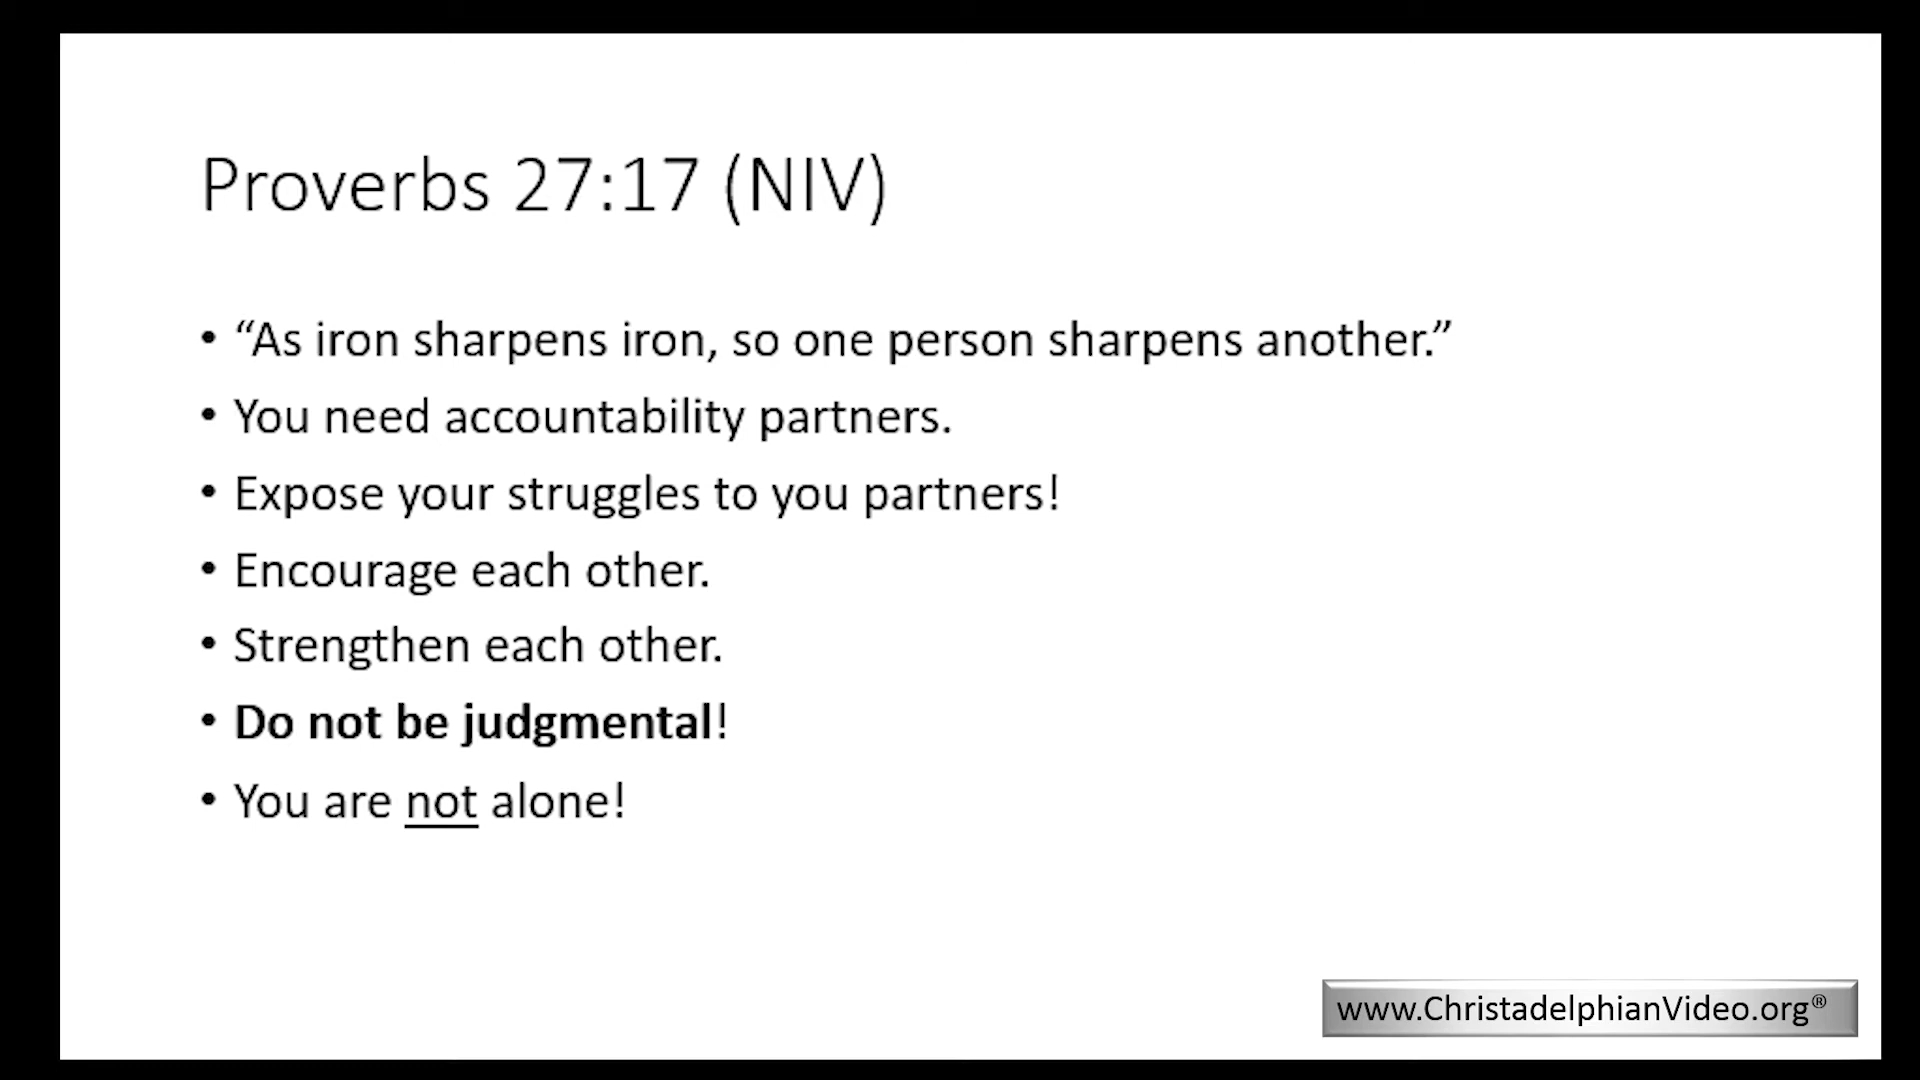 Proverbs 27:17 (NIV)
• “As iron sharpens iron, so one person sharpens another.”
• You need accountability partners.
• Expose your struggles to you partners!
• Encourage each other.
• Strengthen each other.
• Do not be judgmental!
• You are not alone!
www.ChristadelphianVideo.org®